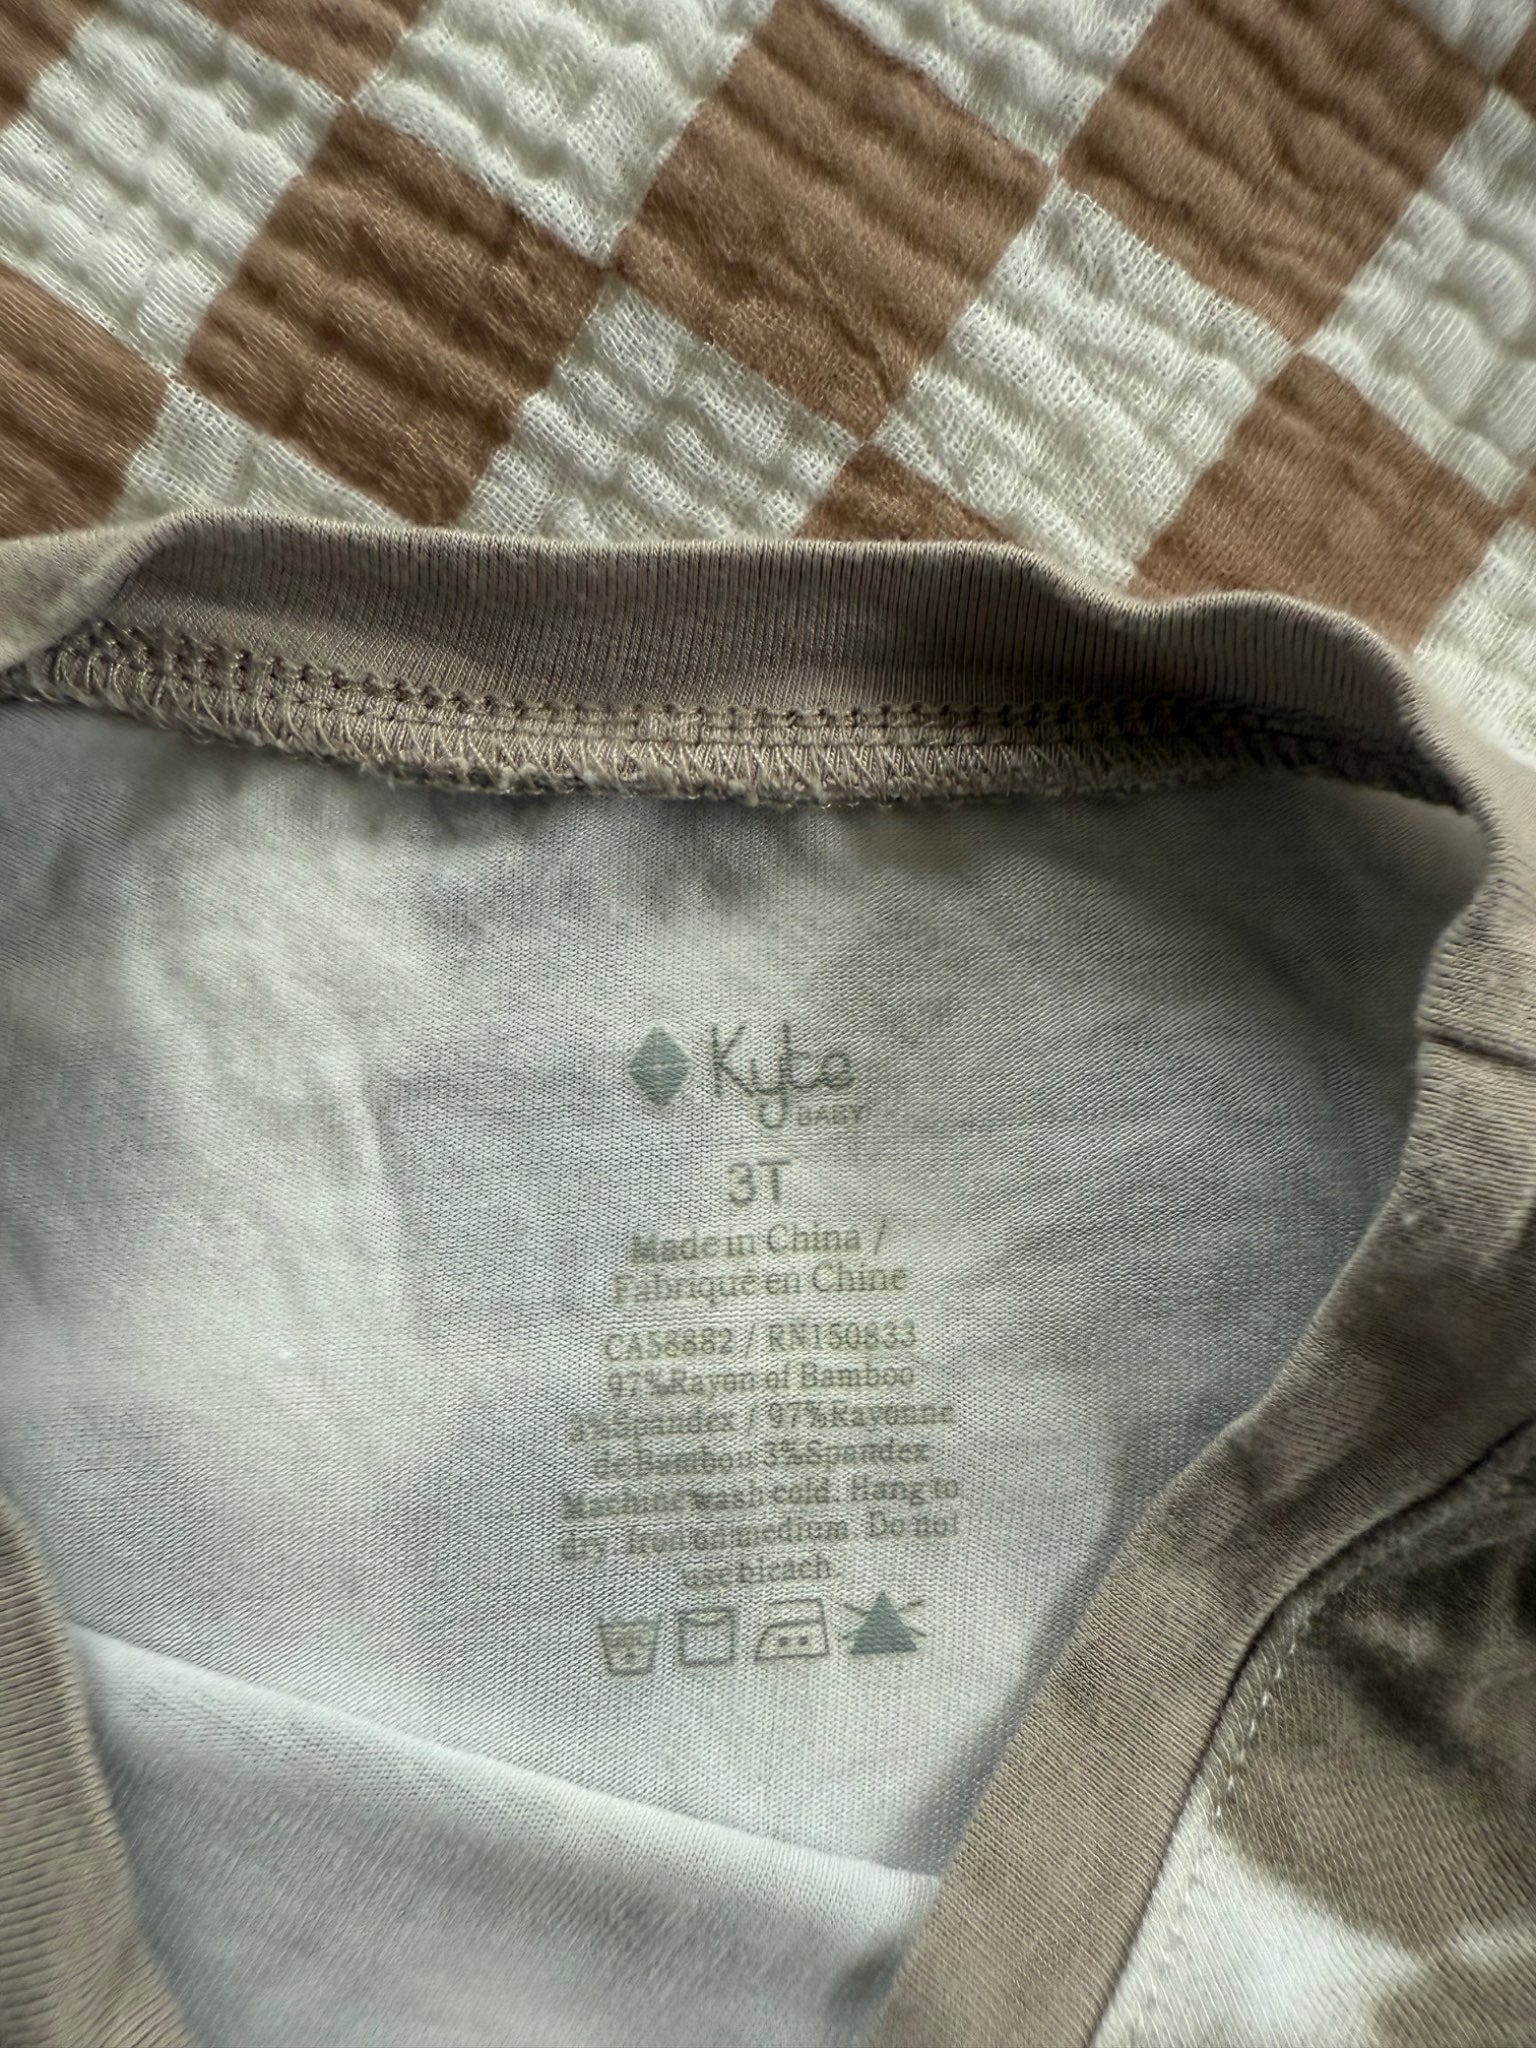 Kyte
BABY
3T
Made in China /
Fabriqué en Chine
CA58882 / RN150833
97%Rayon of Bamboo
3%Spandex / 97%Rayonne
de Bambou 3%Spandex
Machine wash cold. Hang to
dry. Iron on medium. Do not
use bleach.